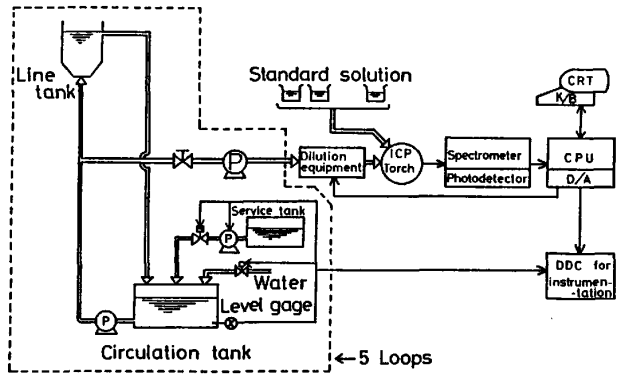 Line
tank
Standard solution
CRT
K/B
P
Dilution
equipment
ICP
Torch
Spectrometer
Photodetector
CPU
D/A
Service tank
P
Water
Level gage
P
DDC for
instrumen-
-tation
Circulation tank
←5 Loops